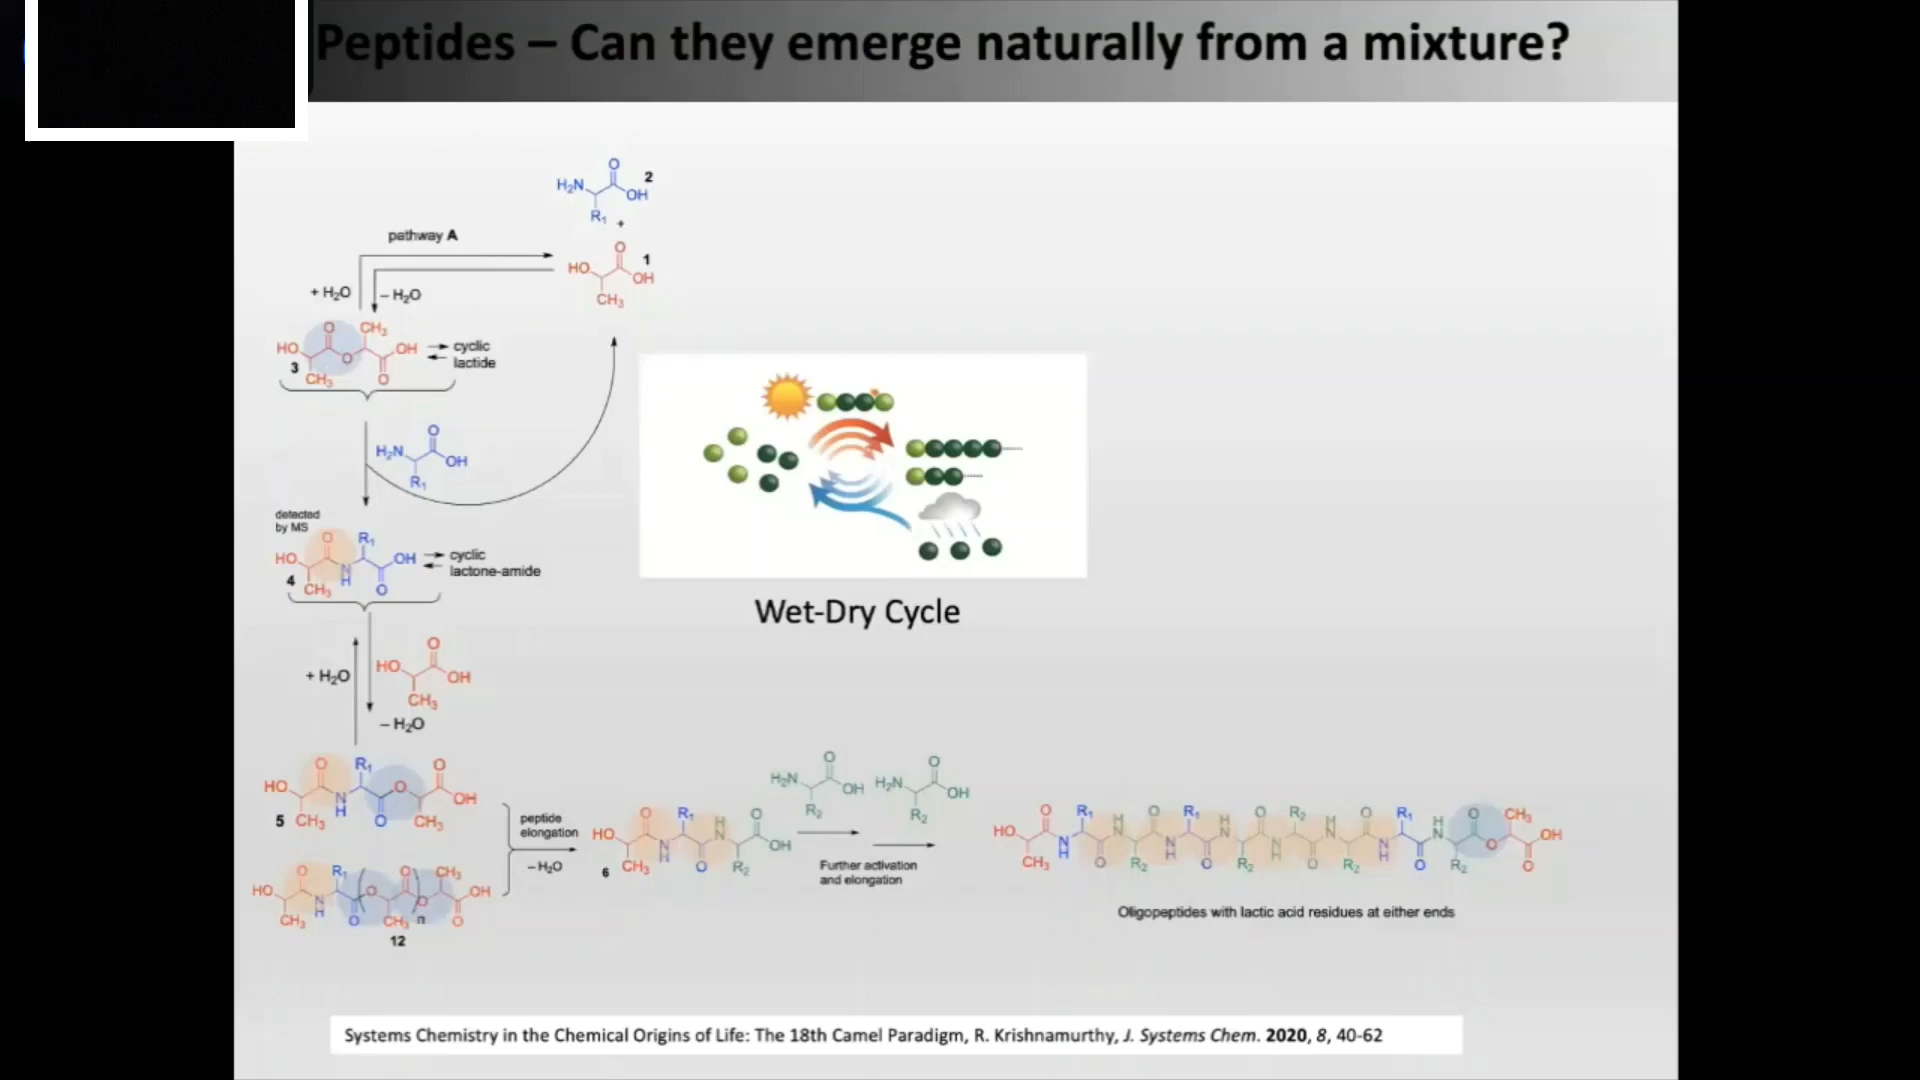 Peptides – Can they emerge naturally from a mixture?
O
H₂N
OH
2
R₁
+
pathway A
O
1
HO
OH
CH₃
+ H₂O
– H₂O
O
CH₃
HO
O
OH
3
CH₃
O
cyclic
lactide
O
H₂N
OH
R₁
detected
by MS
O
R₁
HO
OH
N
H
4
CH₃
O
cyclic
lactone-amide
+ H₂O
O
HO
OH
CH₃
– H₂O
Wet-Dry Cycle
O
R₁
O
HO
O
OH
N
H
5
CH₃
O
CH₃
O
R₁
O
CH₃
HO
O
O
OH
N
H
CH₃
O
CH₃
n
O
12
peptide
elongation
– H₂O
O
R₁
H
N
O
HO
N
H
OH
6
CH₃
O
R₂
O
H₂N
OH
R₂
O
H₂N
OH
R₂
Further activation
and elongation
O
R₁
H
N
O
R₁
H
N
O
R₂
H
N
R₁
H
N
O
CH₃
HO
N
H
N
H
N
H
N
H
O
OH
CH₃
O
R₂
O
R₂
O
R₂
O
R₂
O
Oligopeptides with lactic acid residues at either ends
Systems Chemistry in the Chemical Origins of Life: The 18th Camel Paradigm, R. Krishnamurthy, J. Systems Chem. 2020, 8, 40-62